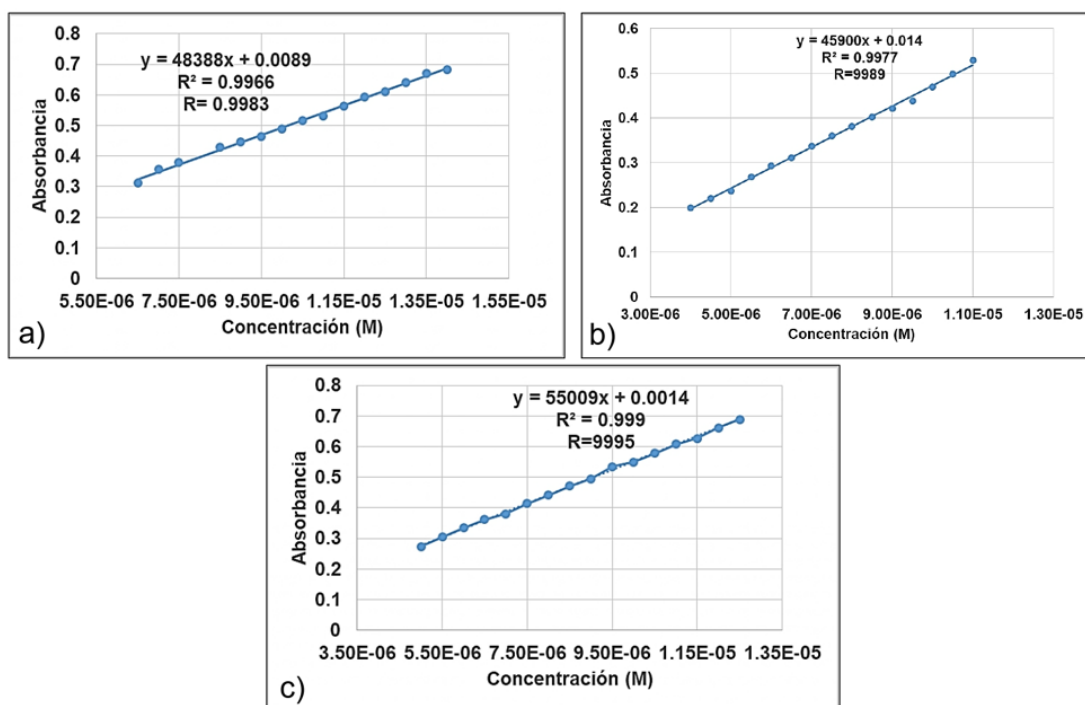 0.8
0.7
0.6
0.5
0.4
0.3
0.2
0.1
0
Absorbancia
y = 48388x + 0.0089
R² = 0.9966
R= 0.9983
5.50E-06 7.50E-06 9.50E-06 1.15E-05 1.35E-05 1.55E-05
Concentración (M)
a)
0.6
0.5
0.4
0.3
0.2
0.1
0
Absorbancia
y = 45900x + 0.014
R² = 0.9977
R=9989
3.00E-06 5.00E-06 7.00E-06 9.00E-06 1.10E-05 1.30E-05
Concentración (M)
b)
0.8
0.7
0.6
0.5
0.4
0.3
0.2
0.1
0
Absorbancia
y = 55009x + 0.0014
R² = 0.999
R=9995
3.50E-06 5.50E-06 7.50E-06 9.50E-06 1.15E-05 1.35E-05
Concentración (M)
c)